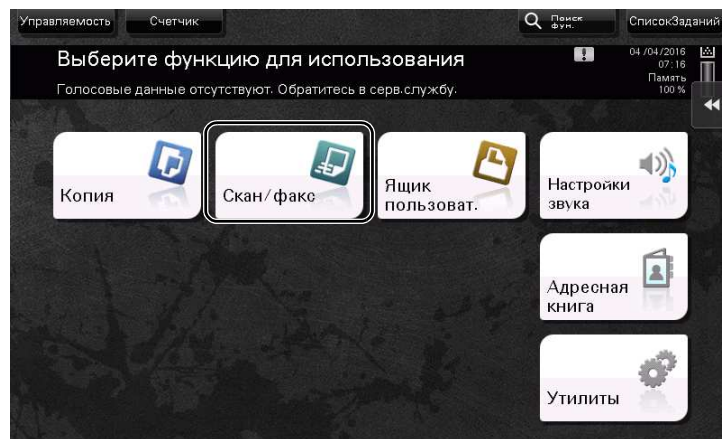 Управляемость
Счетчик
Поиск
фун.
СписокЗаданий
Выберите функцию для использования
04/04/2016
07:16
Память
100 %
Голосовые данные отсутствуют. Обратитесь в серв.службу.
Копия
Скан/факс
Ящик
пользоват.
Настройки
звука
Адресная
книга
Утилиты